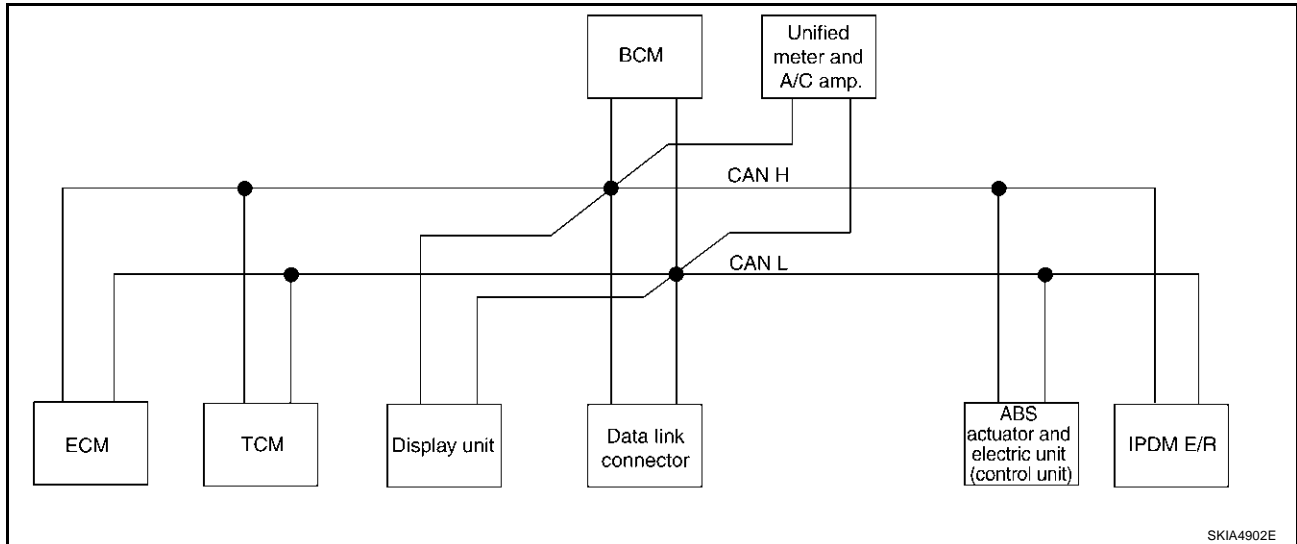 BCM
Unified
meter and
A/C amp.
CAN H
CAN L
ECM
TCM
Display unit
Data link
connector
ABS
actuator and
electric unit
(control unit)
IPDM E/R
SKIA4902E